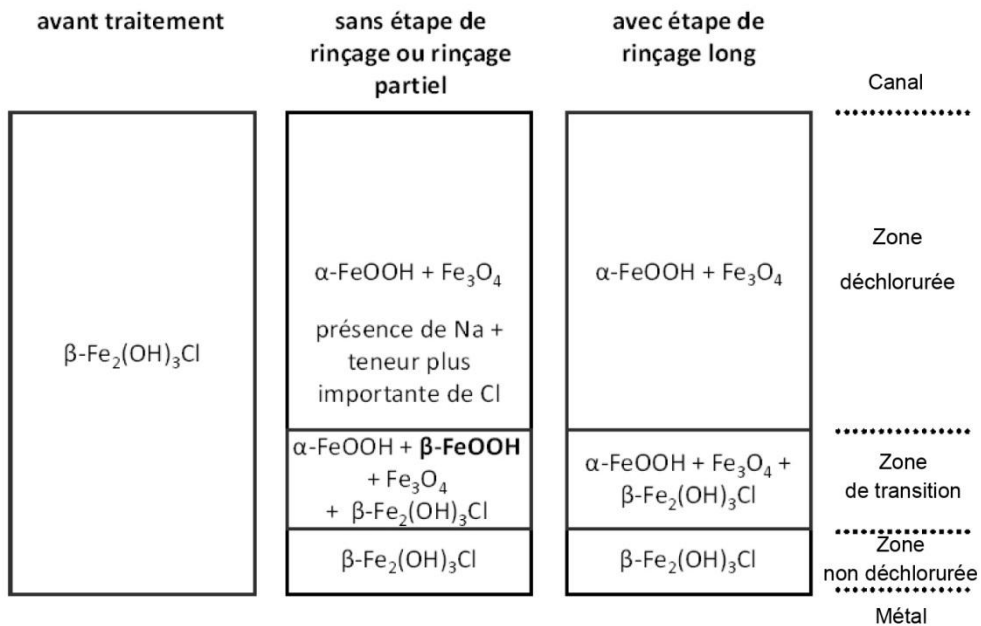 avant traitement
sans étape de
rinçage ou rinçage
partiel
avec étape de
rinçage long
Canal
β-Fe₂(OH)₃Cl
α-FeOOH + Fe₃O₄
présence de Na +
teneur plus
importante de Cl
α-FeOOH + β-FeOOH
+ Fe₃O₄
+ β-Fe₂(OH)₃Cl
β-Fe₂(OH)₃Cl
α-FeOOH + Fe₃O₄
α-FeOOH + Fe₃O₄ +
β-Fe₂(OH)₃Cl
β-Fe₂(OH)₃Cl
Zone
déchlorurée
Zone
de transition
Zone
non déchlorurée
Métal